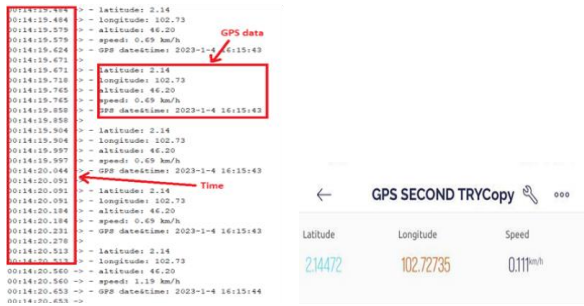 00:14:19.484 -> - latitude: 2.14
00:14:19.484 -> - longitude: 102.73
00:14:19.579 -> - altitude: 46.20
00:14:19.579 -> - speed: 0.69 km/h
GPS data
00:14:19.624 -> - GPS date&time: 2023-1-4 16:15:43
00:14:19.671 ->
00:14:19.671 -> - latitude: 2.14
00:14:19.718 -> - longitude: 102.73
00:14:19.765 -> - altitude: 46.20
00:14:19.765 -> - speed: 0.69 km/h
00:14:19.858 -> - GPS date&time: 2023-1-4 16:15:43
00:14:19.858 ->
00:14:19.904 -> - latitude: 2.14
00:14:19.904 -> - longitude: 102.73
00:14:19.997 -> - altitude: 46.20
00:14:19.997 -> - speed: 0.69 km/h
00:14:20.044 -> - GPS date&time: 2023-1-4 16:15:43
00:14:20.091 ->
Time
00:14:20.091 -> - latitude: 2.14
00:14:20.091 -> - longitude: 102.73
00:14:20.184 -> - altitude: 46.20
00:14:20.184 -> - speed: 0.69 km/h
00:14:20.231 -> - GPS date&time: 2023-1-4 16:15:43
00:14:20.278 ->
00:14:20.513 -> - latitude: 2.14
00:14:20.513 -> - longitude: 102.73
00:14:20.560 -> - altitude: 46.20
00:14:20.560 -> - speed: 1.19 km/h
00:14:20.653 -> - GPS date&time: 2023-1-4 16:15:44
00:14:20.653 ->
GPS SECOND TRYCopy
Latitude Longitude Speed
2.14472 102.72735 0.111km/h